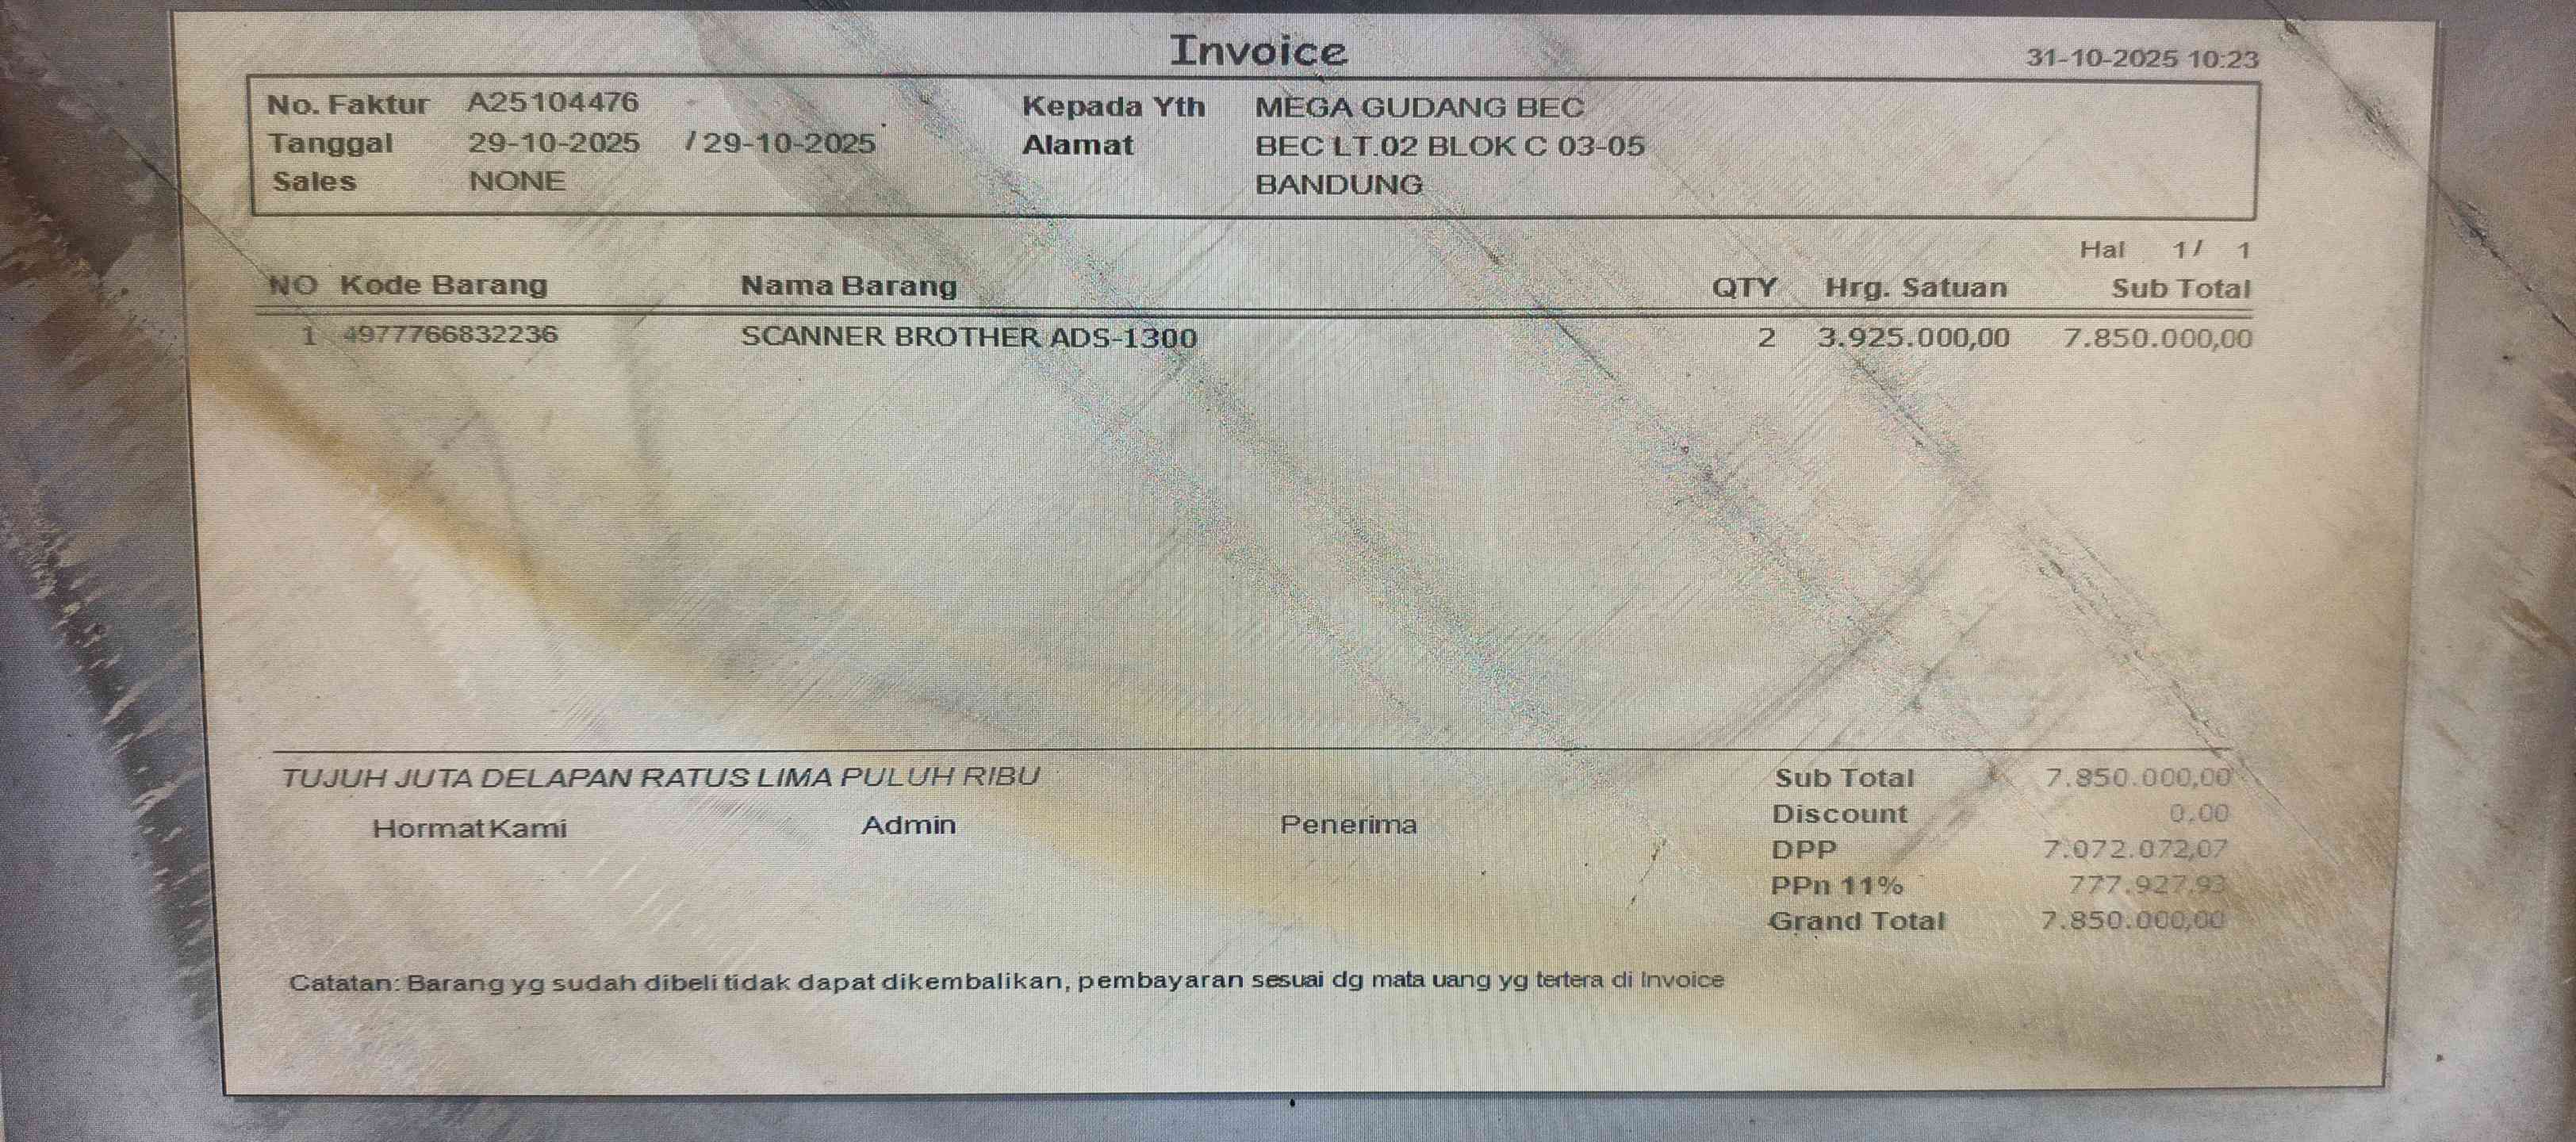 Invoice
31-10-2025 10:23
No. Faktur A25104476 Kepada Yth MEGA GUDANG BEC
Tanggal 29-10-2025 / 29-10-2025 Alamat BEC LT.02 BLOK C 03-05
Sales NONE BANDUNG
Hal 1 / 1
NO Kode Barang Nama Barang QTY Hrg. Satuan Sub Total
1 4977766832236 SCANNER BROTHER ADS-1300 2 3.925.000,00 7.850.000,00
TUJUH JUTA DELAPAN RATUS LIMA PULUH RIBU Sub Total 7.850.000,00
Hormat Kami Admin Penerima Discount 0.00
DPP 7.072.072,07
PPn 11% 777.927.93
Grand Total 7.850.000,00
Catatan: Barang yg sudah dibeli tidak dapat dikembalikan, pembayaran sesuai dg mata uang yg tertera di Invoice